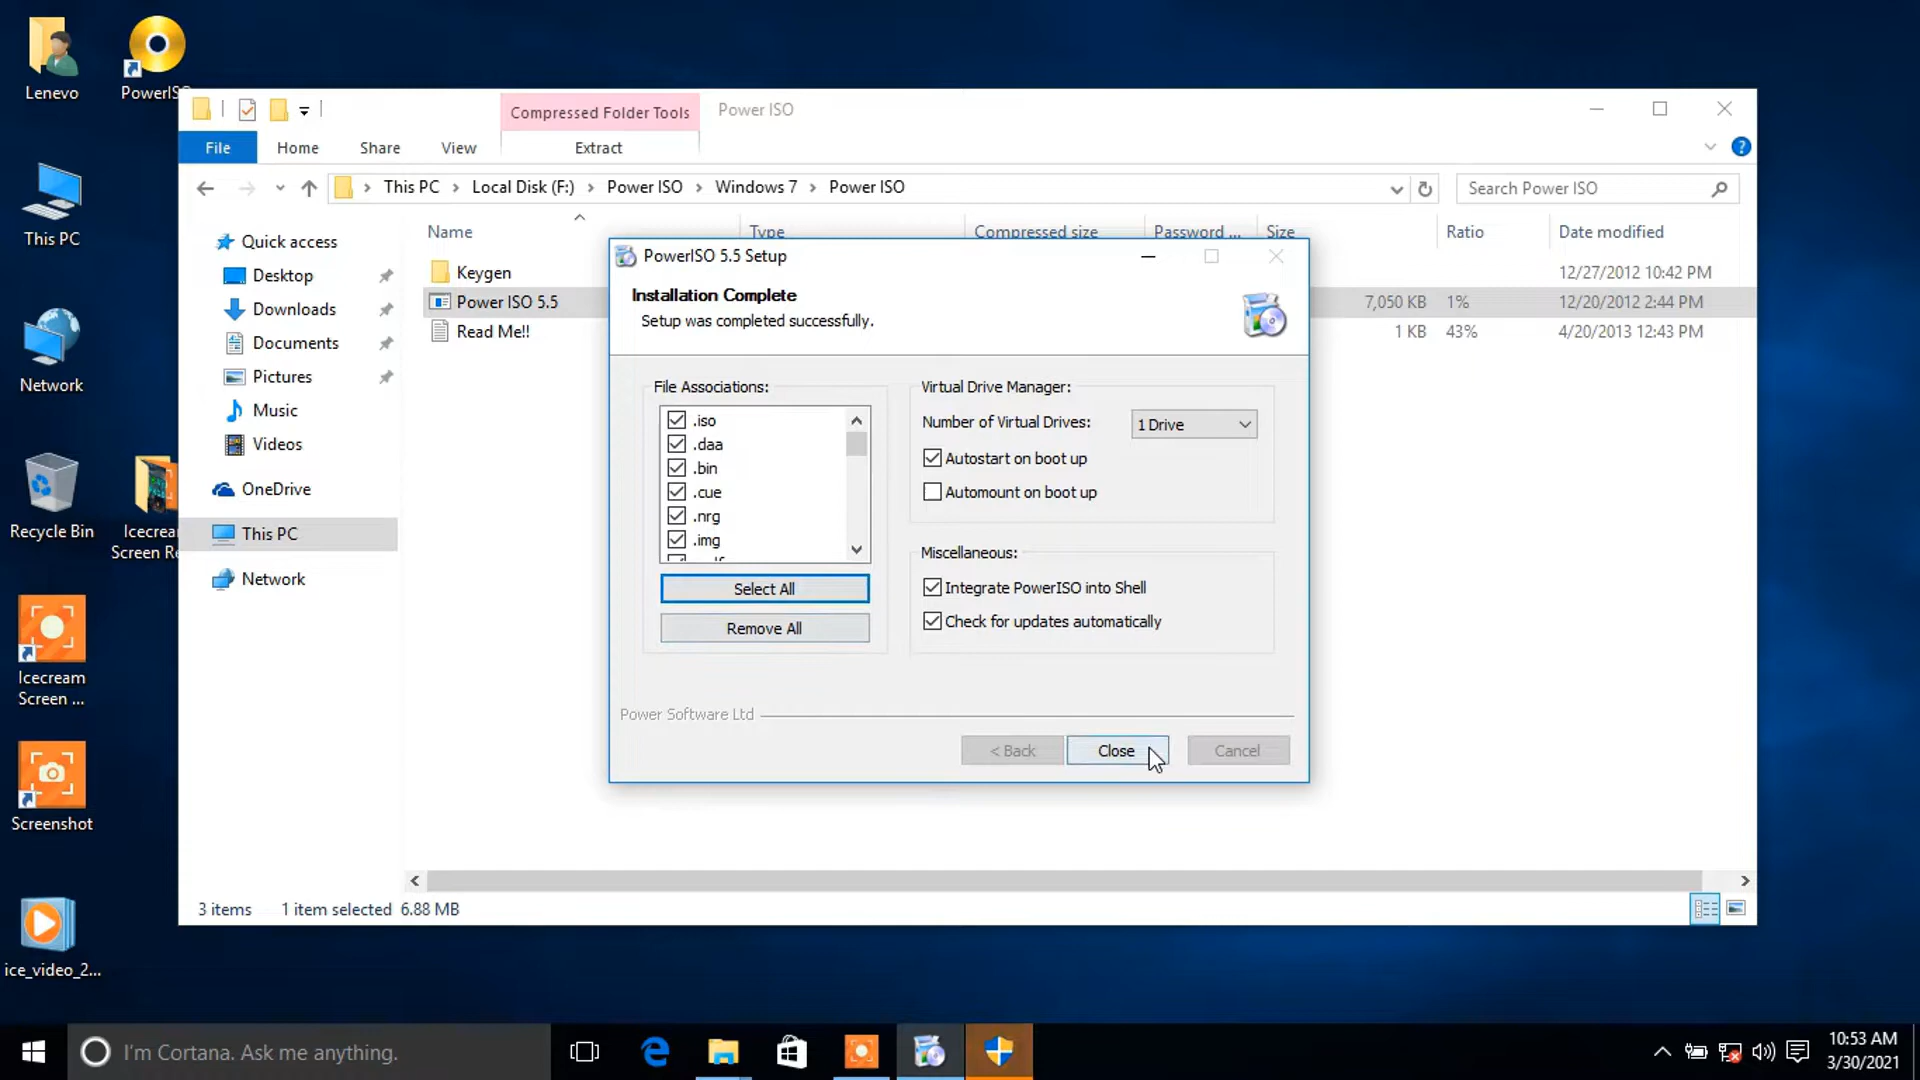 Lenevo
PowerISO
This PC
Network
Recycle Bin
Icecream
Screen Re
Icecream
Screen ...
Screenshot
ice_video_2...
Compressed Folder Tools
Power ISO
File
Home
Share
View
Extract
This PC > Local Disk (F:) > Power ISO > Windows 7 > Power ISO
Search Power ISO
Name
Type
Compressed size
Password ...
Size
Ratio
Date modified
Quick access
Desktop
Downloads
Documents
Pictures
Music
Videos
OneDrive
This PC
Network
Keygen 12/27/2012 10:42 PM
Power ISO 5.5 7,050 KB 1% 12/20/2012 2:44 PM
Read Me!! 1 KB 43% 4/20/2013 12:43 PM
PowerISO 5.5 Setup
Installation Complete
Setup was completed successfully.
File Associations:
.iso
.daa
.bin
.cue
.nrg
.img
Select All
Remove All
Virtual Drive Manager:
Number of Virtual Drives: 1 Drive
Autostart on boot up
Automount on boot up
Miscellaneous:
Integrate PowerISO into Shell
Check for updates automatically
Power Software Ltd
< Back
Close
Cancel
3 items 1 item selected 6.88 MB
I'm Cortana. Ask me anything.
10:53 AM
3/30/2021